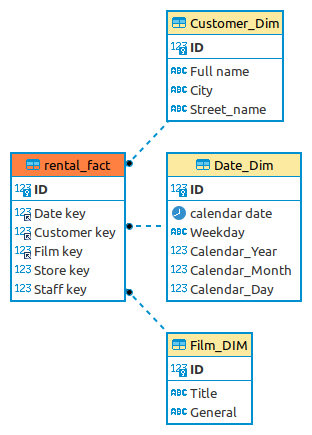 Customer_Dim
123 ID
ABC Full name
ABC City
ABC Street_name
rental_fact
123 ID
123 Date key
123 Customer key
123 Film key
123 Store key
123 Staff key
Date_Dim
123 ID
calendar date
ABC Weekday
123 Calendar_Year
123 Calendar_Month
123 Calendar_Day
Film_DIM
123 ID
ABC Title
ABC General